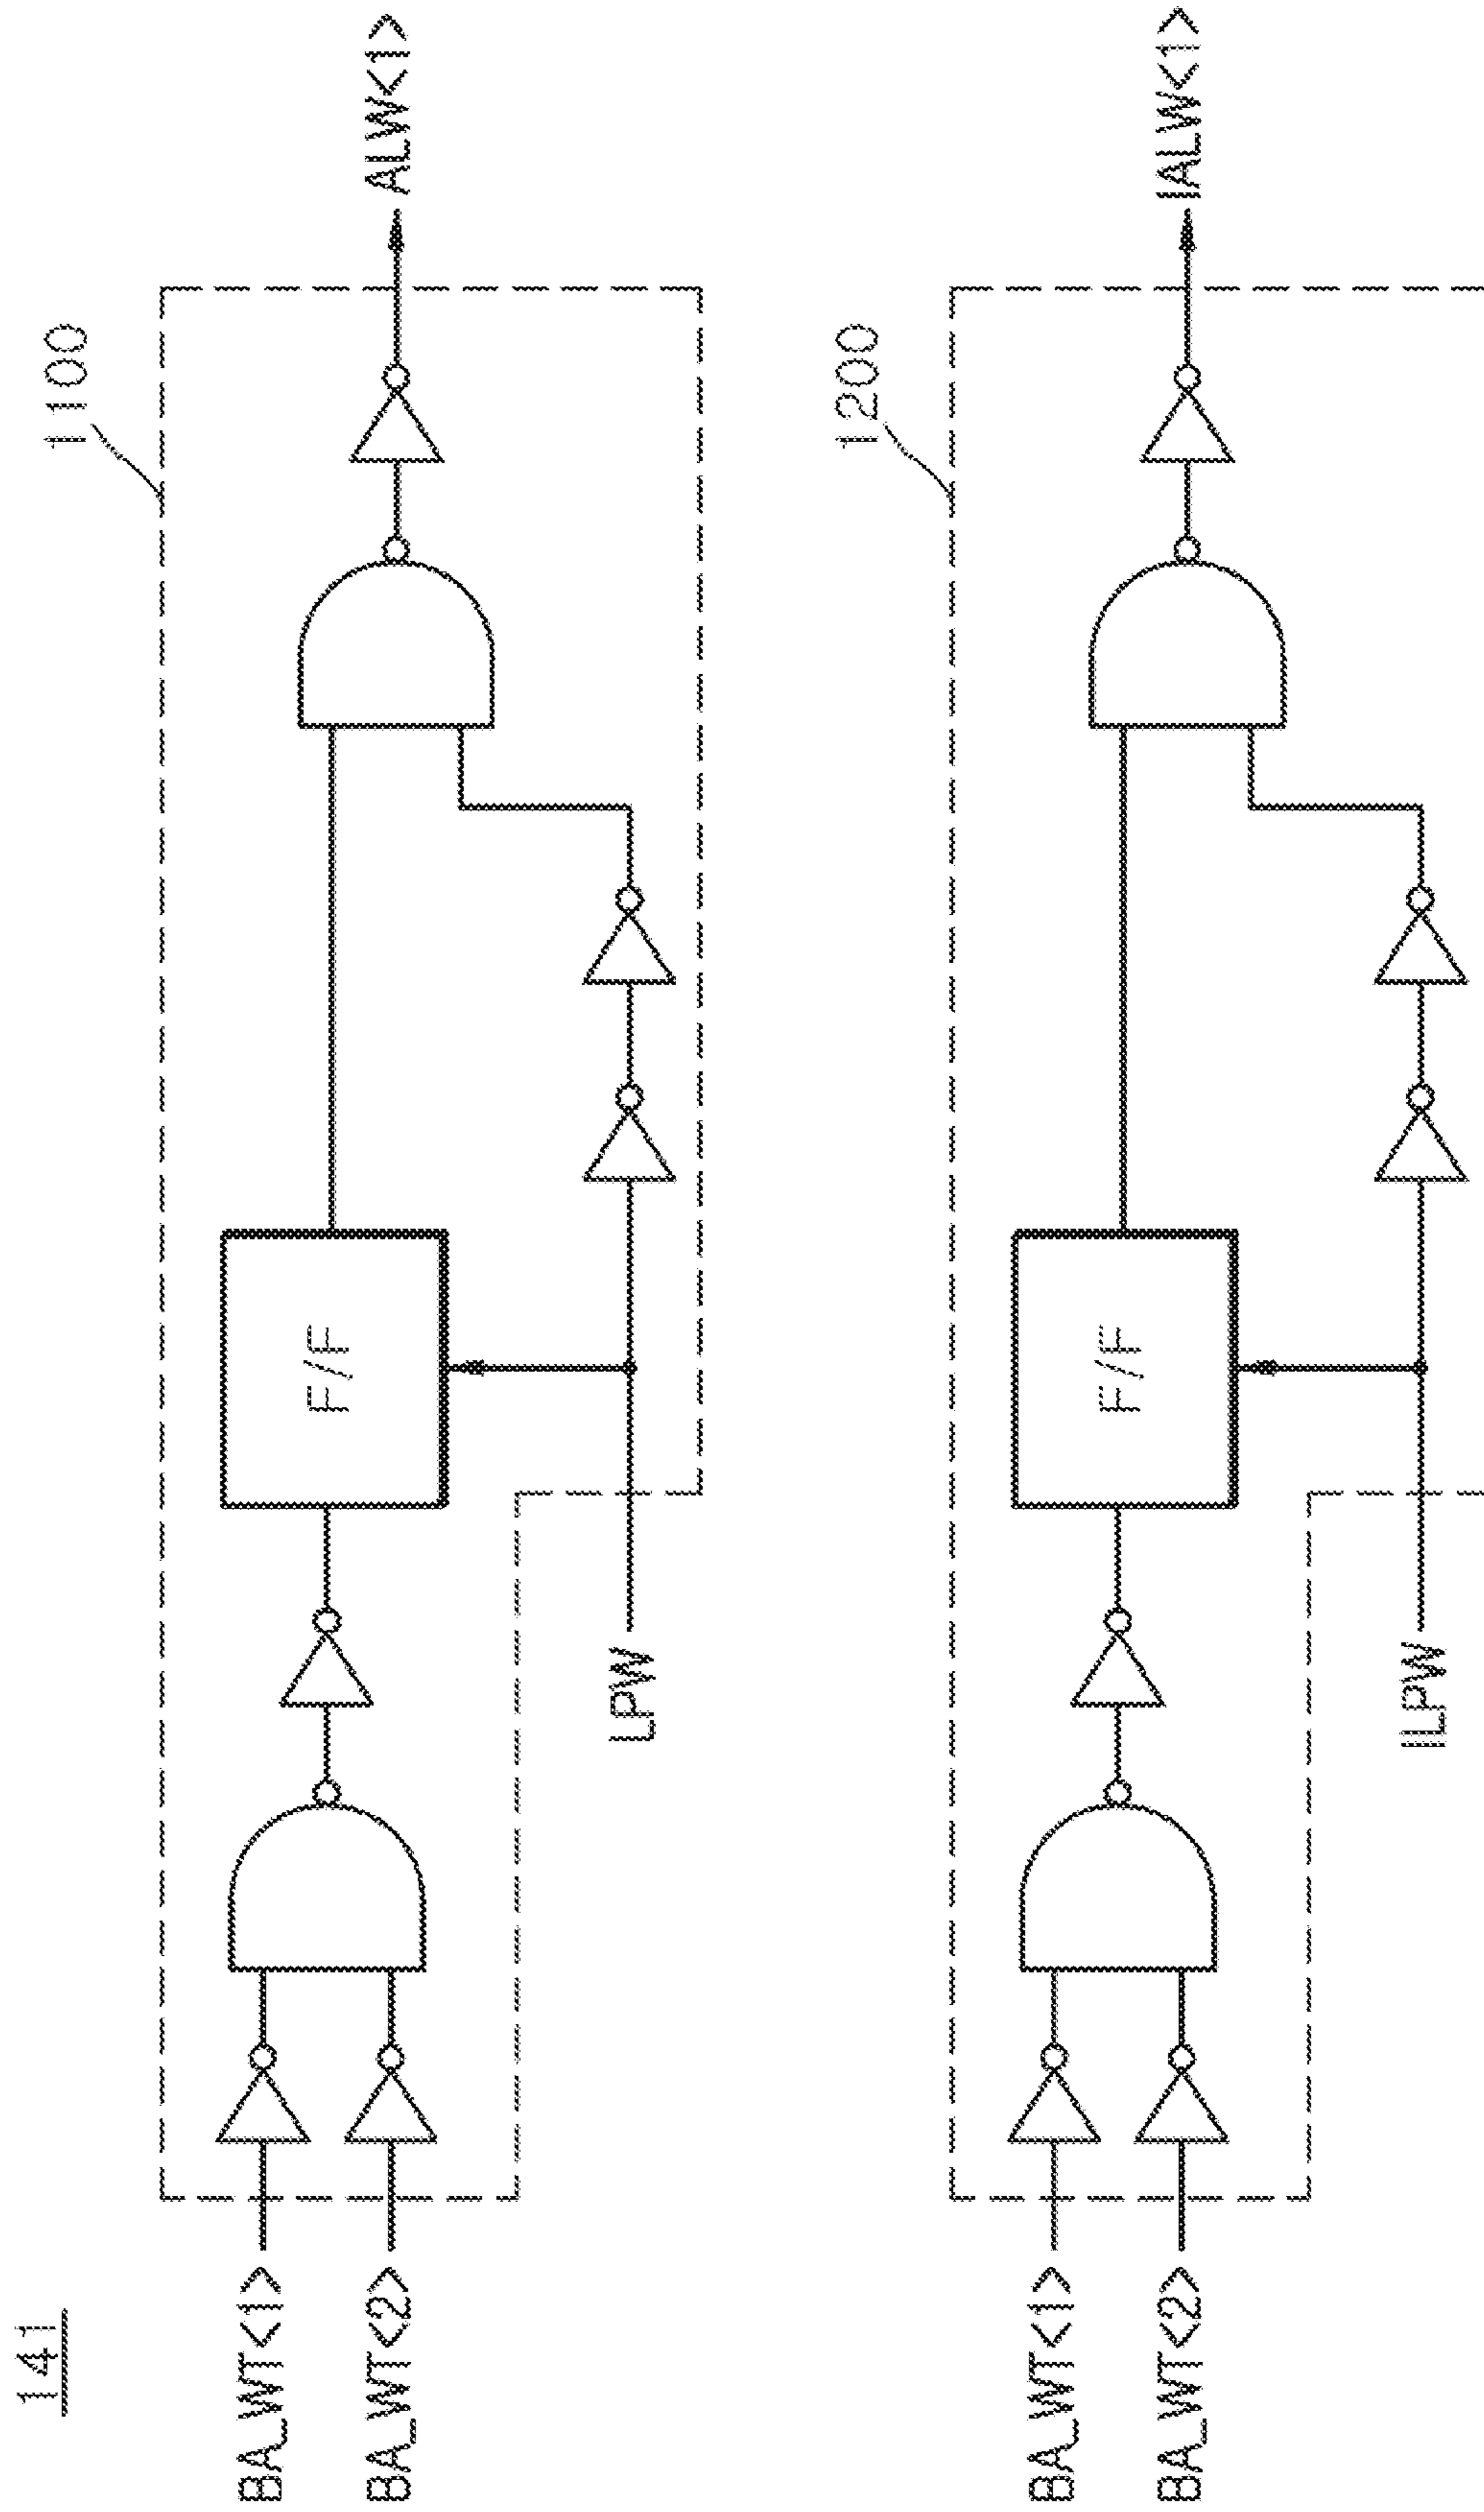 141
1100
BA_WT<1>
BA_WT<2>
F/F
LPW
ALW<1>
1200
BA_WT<1>
BA_WT<2>
F/F
ILPW
IALW<1>